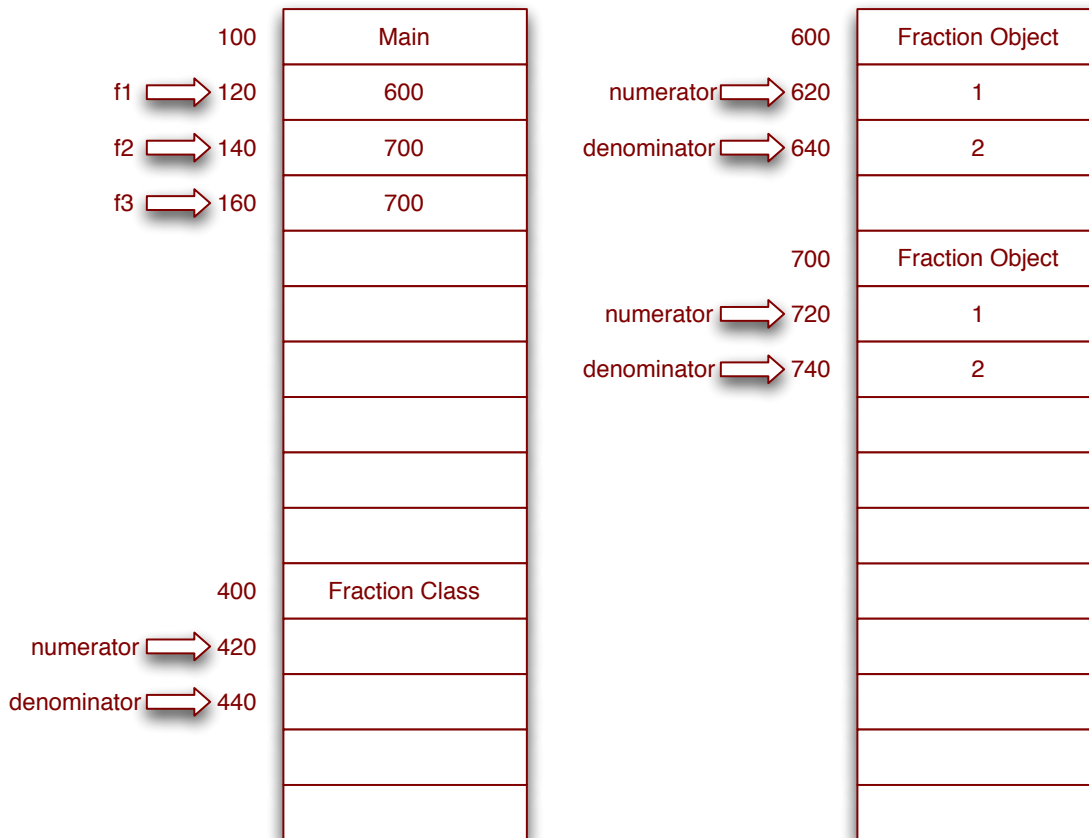 100 Main
f1 120 600
f2 140 700
f3 160 700
400 Fraction Class
numerator 420
denominator 440
600 Fraction Object
numerator 620 1
denominator 640 2
700 Fraction Object
numerator 720 1
denominator 740 2